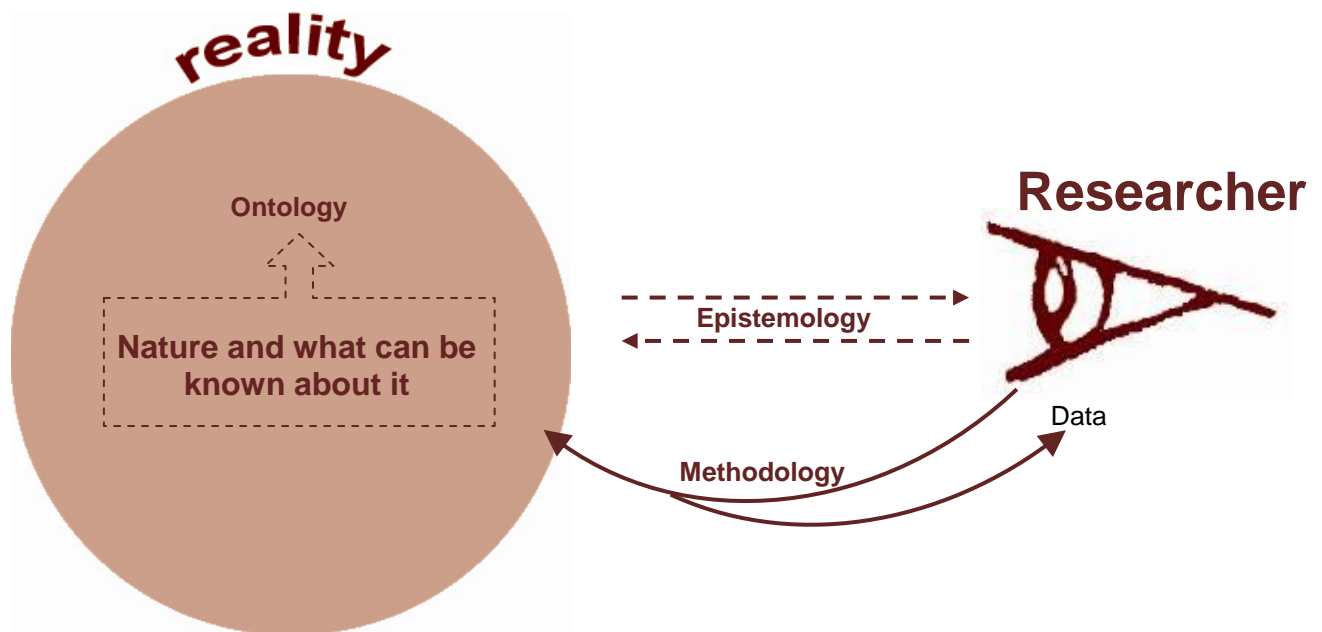 reality
Researcher
Ontology
Nature and what can be
known about it
Epistemology
Data
Methodology